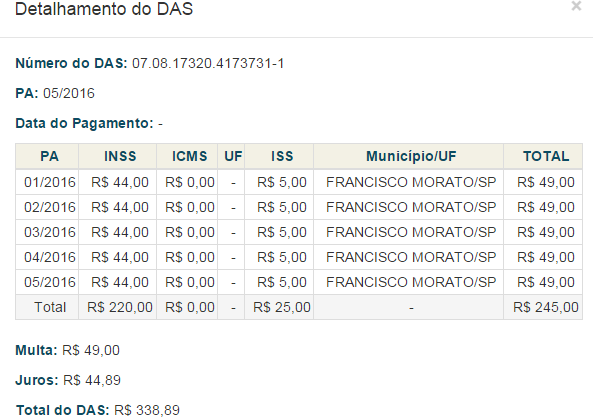 Detalhamento do DAS ×
Número do DAS: 07.08.17320.4173731-1
PA: 05/2016
Data do Pagamento: -
PA INSS ICMS UF ISS Município/UF TOTAL
01/2016 R$ 44,00 R$ 0,00 - R$ 5,00 FRANCISCO MORATO/SP R$ 49,00
02/2016 R$ 44,00 R$ 0,00 - R$ 5,00 FRANCISCO MORATO/SP R$ 49,00
03/2016 R$ 44,00 R$ 0,00 - R$ 5,00 FRANCISCO MORATO/SP R$ 49,00
04/2016 R$ 44,00 R$ 0,00 - R$ 5,00 FRANCISCO MORATO/SP R$ 49,00
05/2016 R$ 44,00 R$ 0,00 - R$ 5,00 FRANCISCO MORATO/SP R$ 49,00
Total R$ 220,00 R$ 0,00 - R$ 25,00 - R$ 245,00
Multa: R$ 49,00
Juros: R$ 44,89
Total do DAS: R$ 338,89